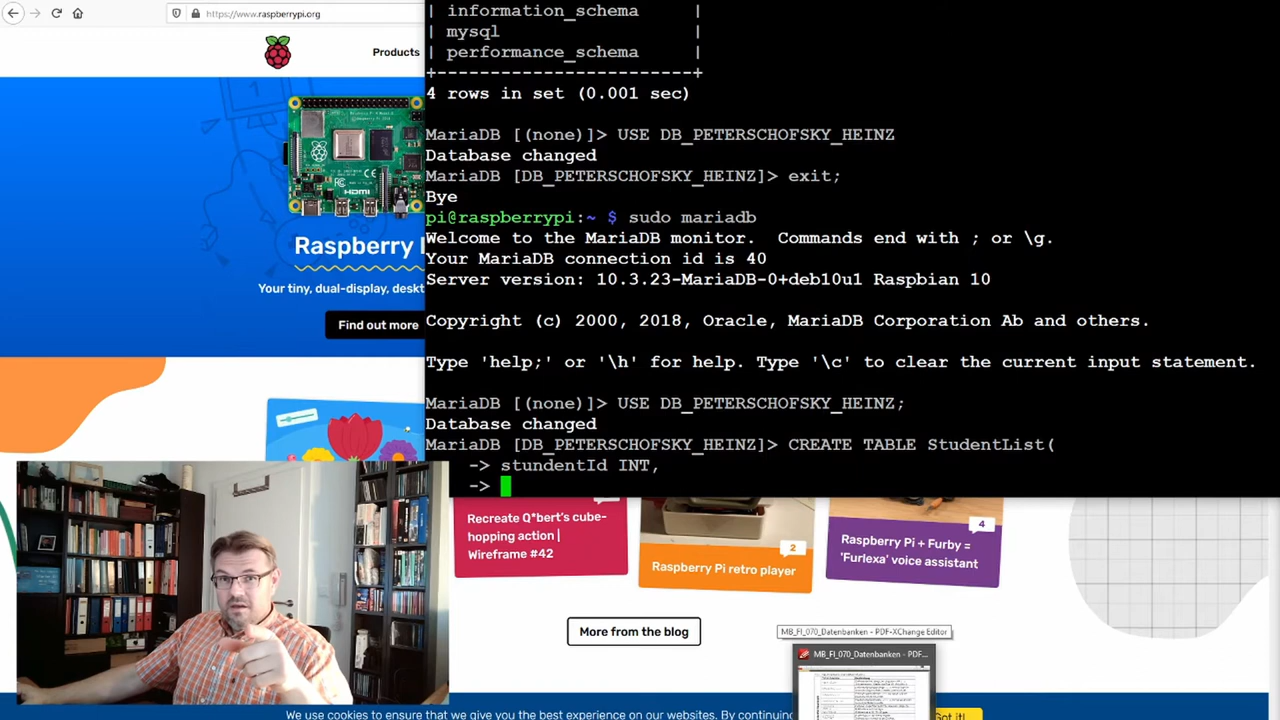 https://www.raspberrypi.org
Products
Raspberry
Your tiny, dual-display, deskt
Find out more
| information_schema |
| mysql |
| performance_schema |
+--------------------------+
4 rows in set (0.001 sec)
MariaDB [(none)]> USE DB_PETERSCHOFSKY_HEINZ
Database changed
MariaDB [DB_PETERSCHOFSKY_HEINZ]> exit;
Bye
pi@raspberrypi:~ $ sudo mariadb
Welcome to the MariaDB monitor.  Commands end with ; or \g.
Your MariaDB connection id is 40
Server version: 10.3.23-MariaDB-0+deb10u1 Raspbian 10
Copyright (c) 2000, 2018, Oracle, MariaDB Corporation Ab and others.
Type 'help;' or '\h' for help. Type '\c' to clear the current input statement.
MariaDB [(none)]> USE DB_PETERSCHOFSKY_HEINZ;
Database changed
MariaDB [DB_PETERSCHOFSKY_HEINZ]> CREATE TABLE StudentList(
-> stundentId INT,
->
Recreate Q*bert's cube-
hopping action |
Wireframe #42
2
Raspberry Pi retro player
4
Raspberry Pi + Furby =
'Furlexa' voice assistant
More from the blog
MB_FI_070_Datenbanken - PDF-XChange Editor
MB_FI_070_Datenbanken - PDF...
We use cookies to ensure that we give you the best experience on our websites. By continuing
Got it!